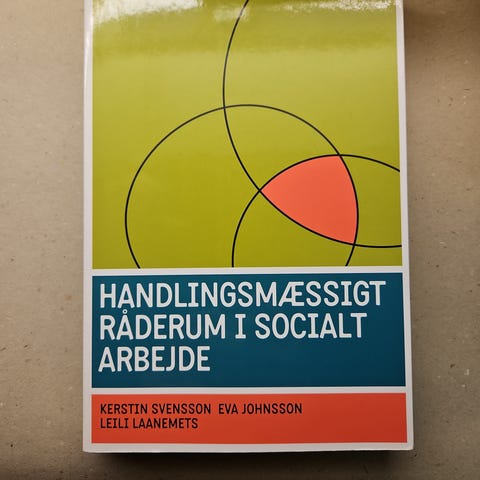 HANDLINGSMÆSSIGT
RÅDERUM I SOCIALT
ARBEJDE
KERSTIN SVENSSON EVA JOHNSSON
LEILI LAANEMETS